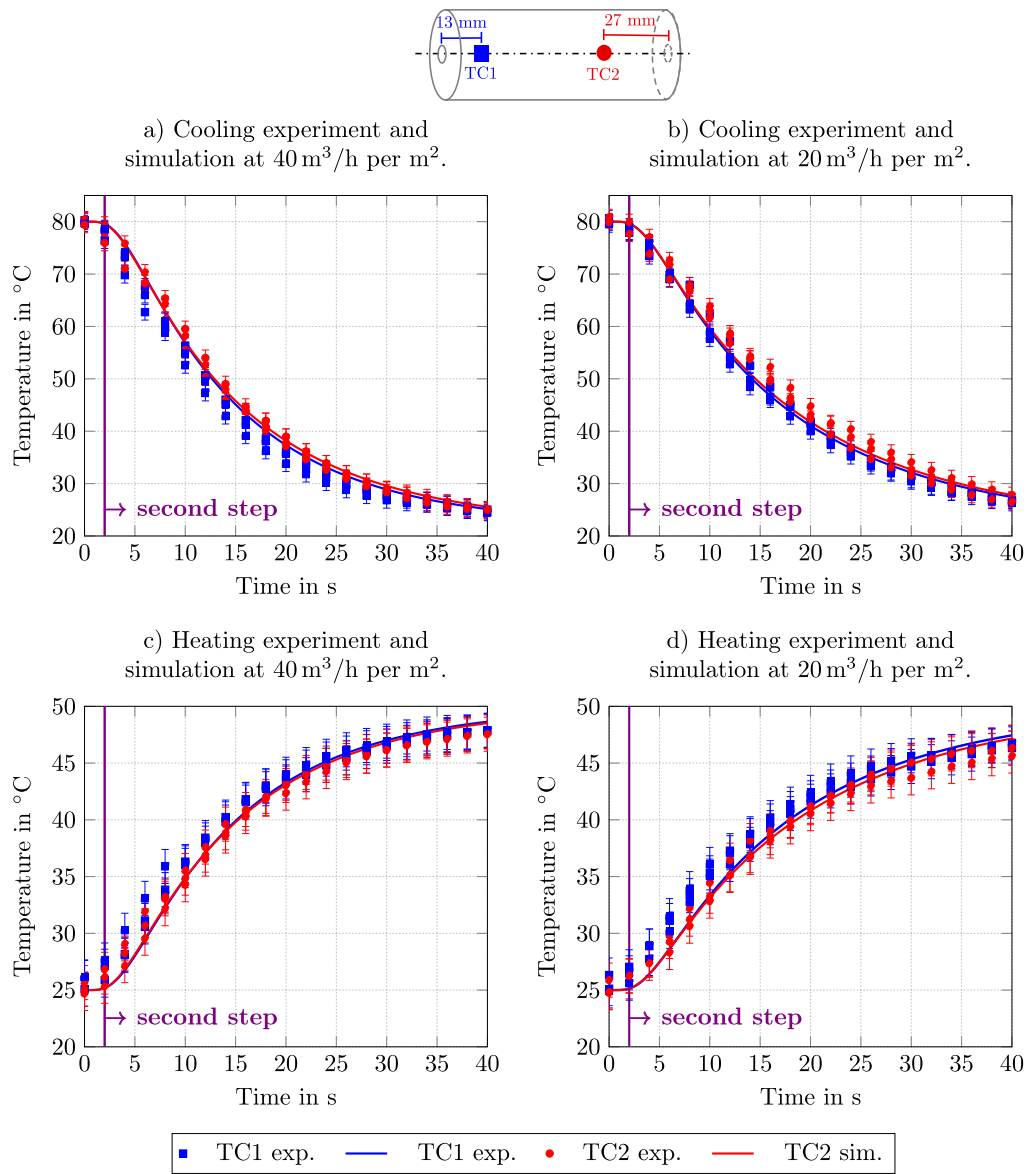 13 mm
27 mm
TC1
TC2
a) Cooling experiment and
simulation at 40 m³/h per m².
b) Cooling experiment and
simulation at 20 m³/h per m².
80
70
60
50
40
30
20
Temperature in °C
second step
0 5 10 15 20 25 30 35 40
Time in s
80
70
60
50
40
30
20
Temperature in °C
second step
0 5 10 15 20 25 30 35 40
Time in s
c) Heating experiment and
simulation at 40 m³/h per m².
d) Heating experiment and
simulation at 20 m³/h per m².
50
45
40
35
30
25
20
Temperature in °C
second step
0 5 10 15 20 25 30 35 40
Time in s
50
45
40
35
30
25
20
Temperature in °C
second step
0 5 10 15 20 25 30 35 40
Time in s
TC1 exp. TC1 sim. TC2 exp. TC2 sim.